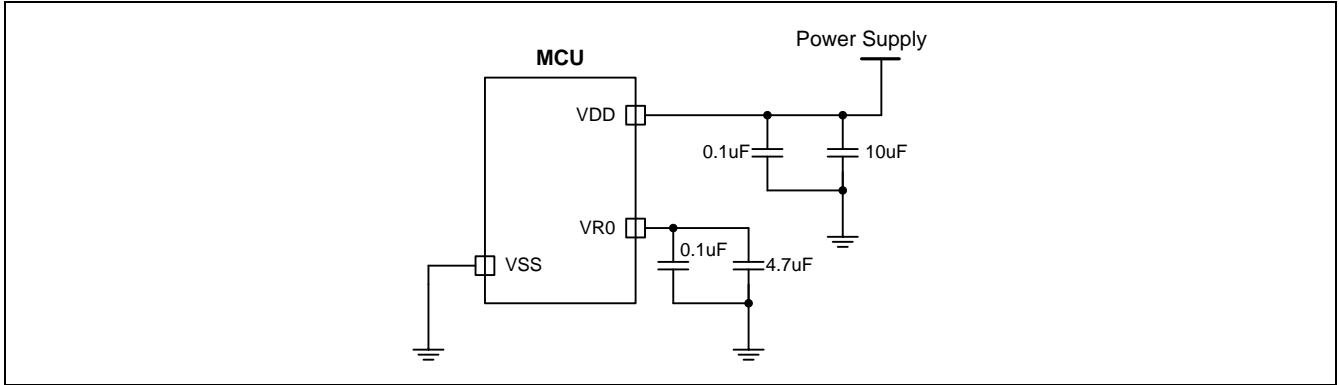 Power Supply
MCU
VDD
0.1uF
10uF
VR0
0.1uF
VSS
4.7uF